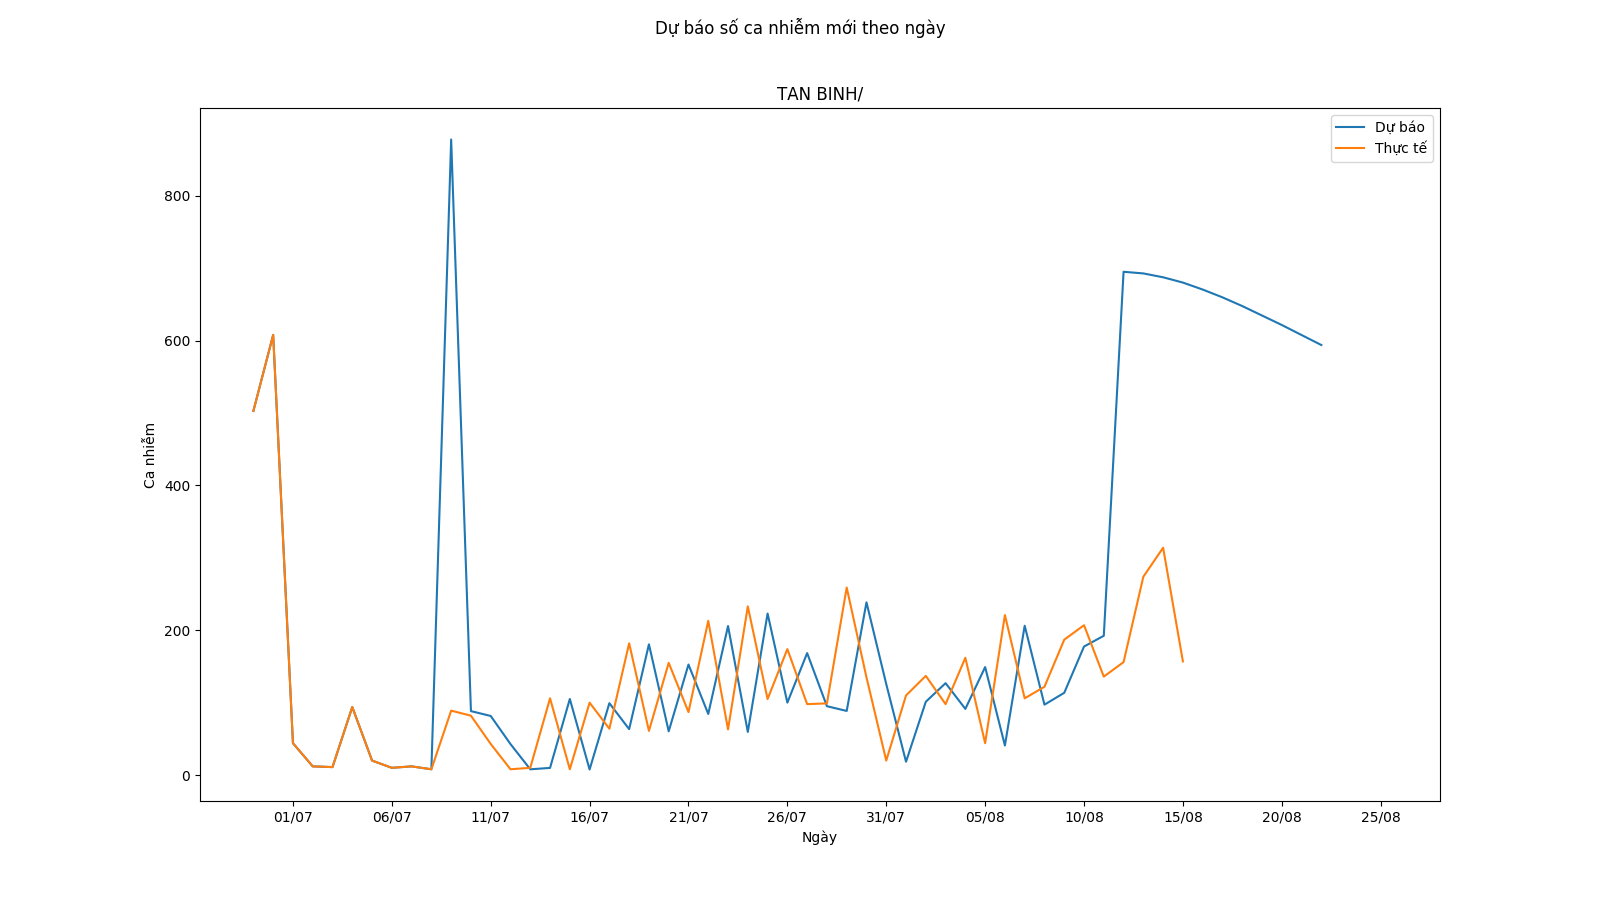 Dự báo số ca nhiễm mới theo ngày
TAN BINH/
Dự báo
Thực tế
800
600
400
200
0
Ca nhiễm
01/07 06/07 11/07 16/07 21/07 26/07 31/07 05/08 10/08 15/08 20/08 25/08
Ngày